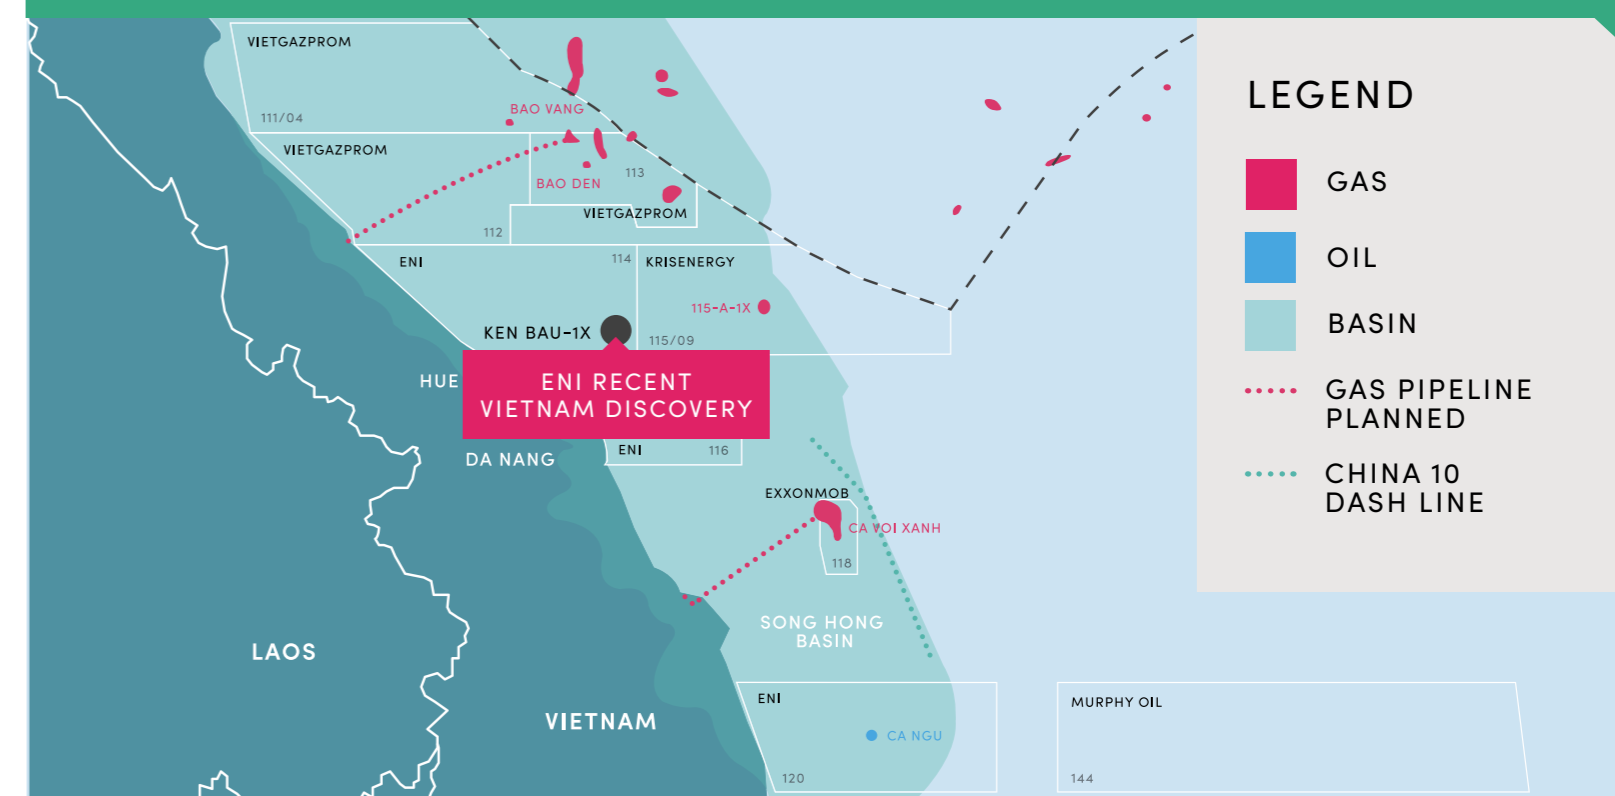 VIETGAZPROM
111/04
BAO VANG
VIETGAZPROM
113
BAO DEN
VIETGAZPROM
112
ENI
114
KRISENERGY
115-A-1X
KEN BAU-1X
115/09
HUE
ENI RECENT
VIETNAM DISCOVERY
ENI
116
DA NANG
EXXONMOB
CA VOI XANH
118
SONG HONG
BASIN
LAOS
VIETNAM
ENI
CA NGU
120
MURPHY OIL
144
LEGEND
GAS
OIL
BASIN
GAS PIPELINE
PLANNED
CHINA 10
DASH LINE